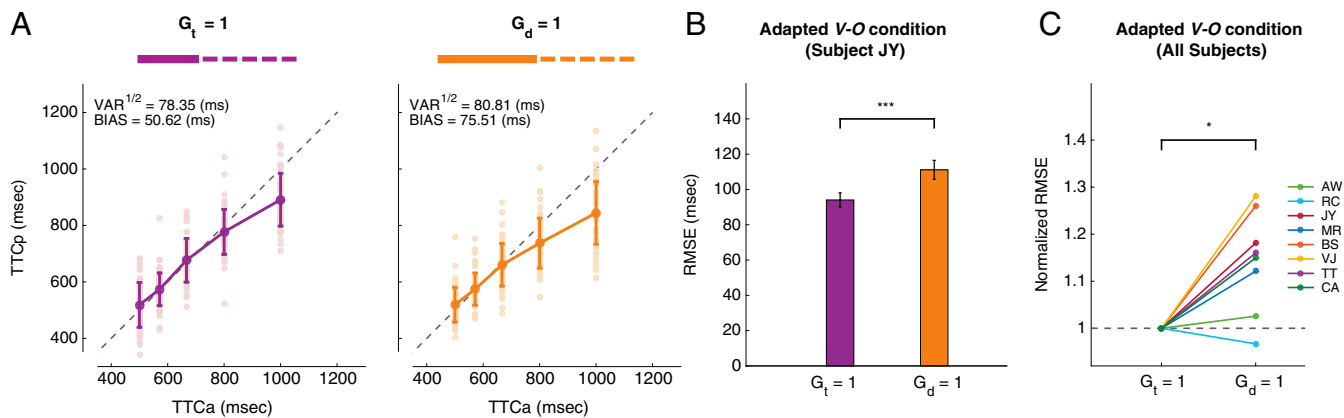 A
G_t = 1
VAR^1/2 = 78.35 (ms)
BIAS = 50.62 (ms)
TTCp (msec)
1200
1000
800
600
400
400 600 800 1000 1200
TTCa (msec)
G_d = 1
VAR^1/2 = 80.81 (ms)
BIAS = 75.51 (ms)
400 600 800 1000 1200
TTCa (msec)
B
Adapted V-O condition
(Subject JY)
***
RMSE (msec)
140
120
100
80
60
40
20
0
G_t = 1 G_d = 1
C
Adapted V-O condition
(All Subjects)
*
Normalized RMSE
1.4
1.3
1.2
1.1
1
G_t = 1 G_d = 1
AW
RC
JY
MR
BS
VJ
TT
CA